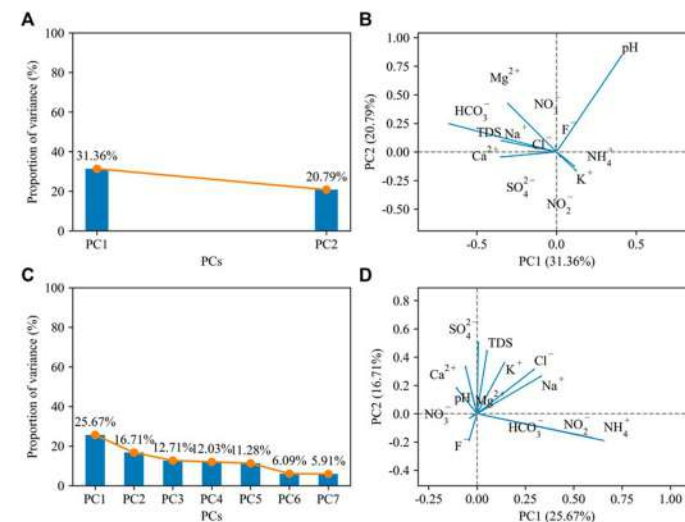 A
Proportion of variance (%)
100
80
60
40
20
0
31.36%
20.79%
PC1
PC2
PCs
B
PC2 (20.79%)
1.00
0.75
0.50
0.25
0.00
-0.25
-0.50
pH
Mg²⁺
NO₃⁻
HCO₃⁻
F⁻
TDS
Na⁺
Cl⁻
Ca²⁺
NH₄⁺
K⁺
SO₄²⁻
NO₂⁻
-0.5
0.0
0.5
PC1 (31.36%)
C
Proportion of variance (%)
100
80
60
40
20
0
25.67%
16.71%
12.71%
12.03%
11.28%
6.09%
5.91%
PC1
PC2
PC3
PC4
PC5
PC6
PC7
PCs
D
PC2 (16.71%)
0.8
0.6
0.4
0.2
0.0
-0.2
-0.4
SO₄²⁻
TDS
Ca²⁺
K⁺
Cl⁻
Na⁺
pH
Mg²⁺
NO₃⁻
HCO₃⁻
NO₂⁻
NH₄⁺
F⁻
-0.25
0.00
0.25
0.50
0.75
1.00
PC1 (25.67%)